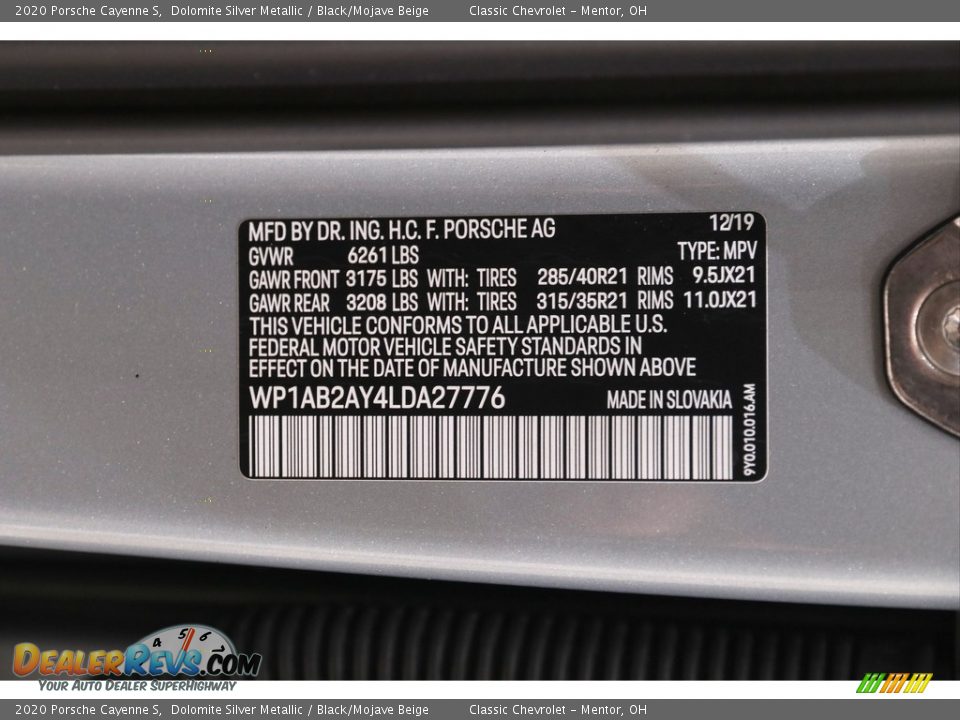 2020 Porsche Cayenne S, Dolomite Silver Metallic / Black/Mojave Beige Classic Chevrolet - Mentor, OH
MFD BY DR. ING. H.C. F. PORSCHE AG 12/19
GVWR 6261 LBS TYPE: MPV
GAWR FRONT 3175 LBS WITH: TIRES 285/40R21 RIMS 9.5JX21
GAWR REAR 3208 LBS WITH: TIRES 315/35R21 RIMS 11.0JX21
THIS VEHICLE CONFORMS TO ALL APPLICABLE U.S.
FEDERAL MOTOR VEHICLE SAFETY STANDARDS IN
EFFECT ON THE DATE OF MANUFACTURE SHOWN ABOVE
WP1AB2AY4LDA27776 MADE IN SLOVAKIA
9Y0.010.016.AM
4 5 6 7
DEALERREVS.COM
YOUR AUTO DEALER SUPERHIGHWAY
2020 Porsche Cayenne S, Dolomite Silver Metallic / Black/Mojave Beige Classic Chevrolet - Mentor, OH